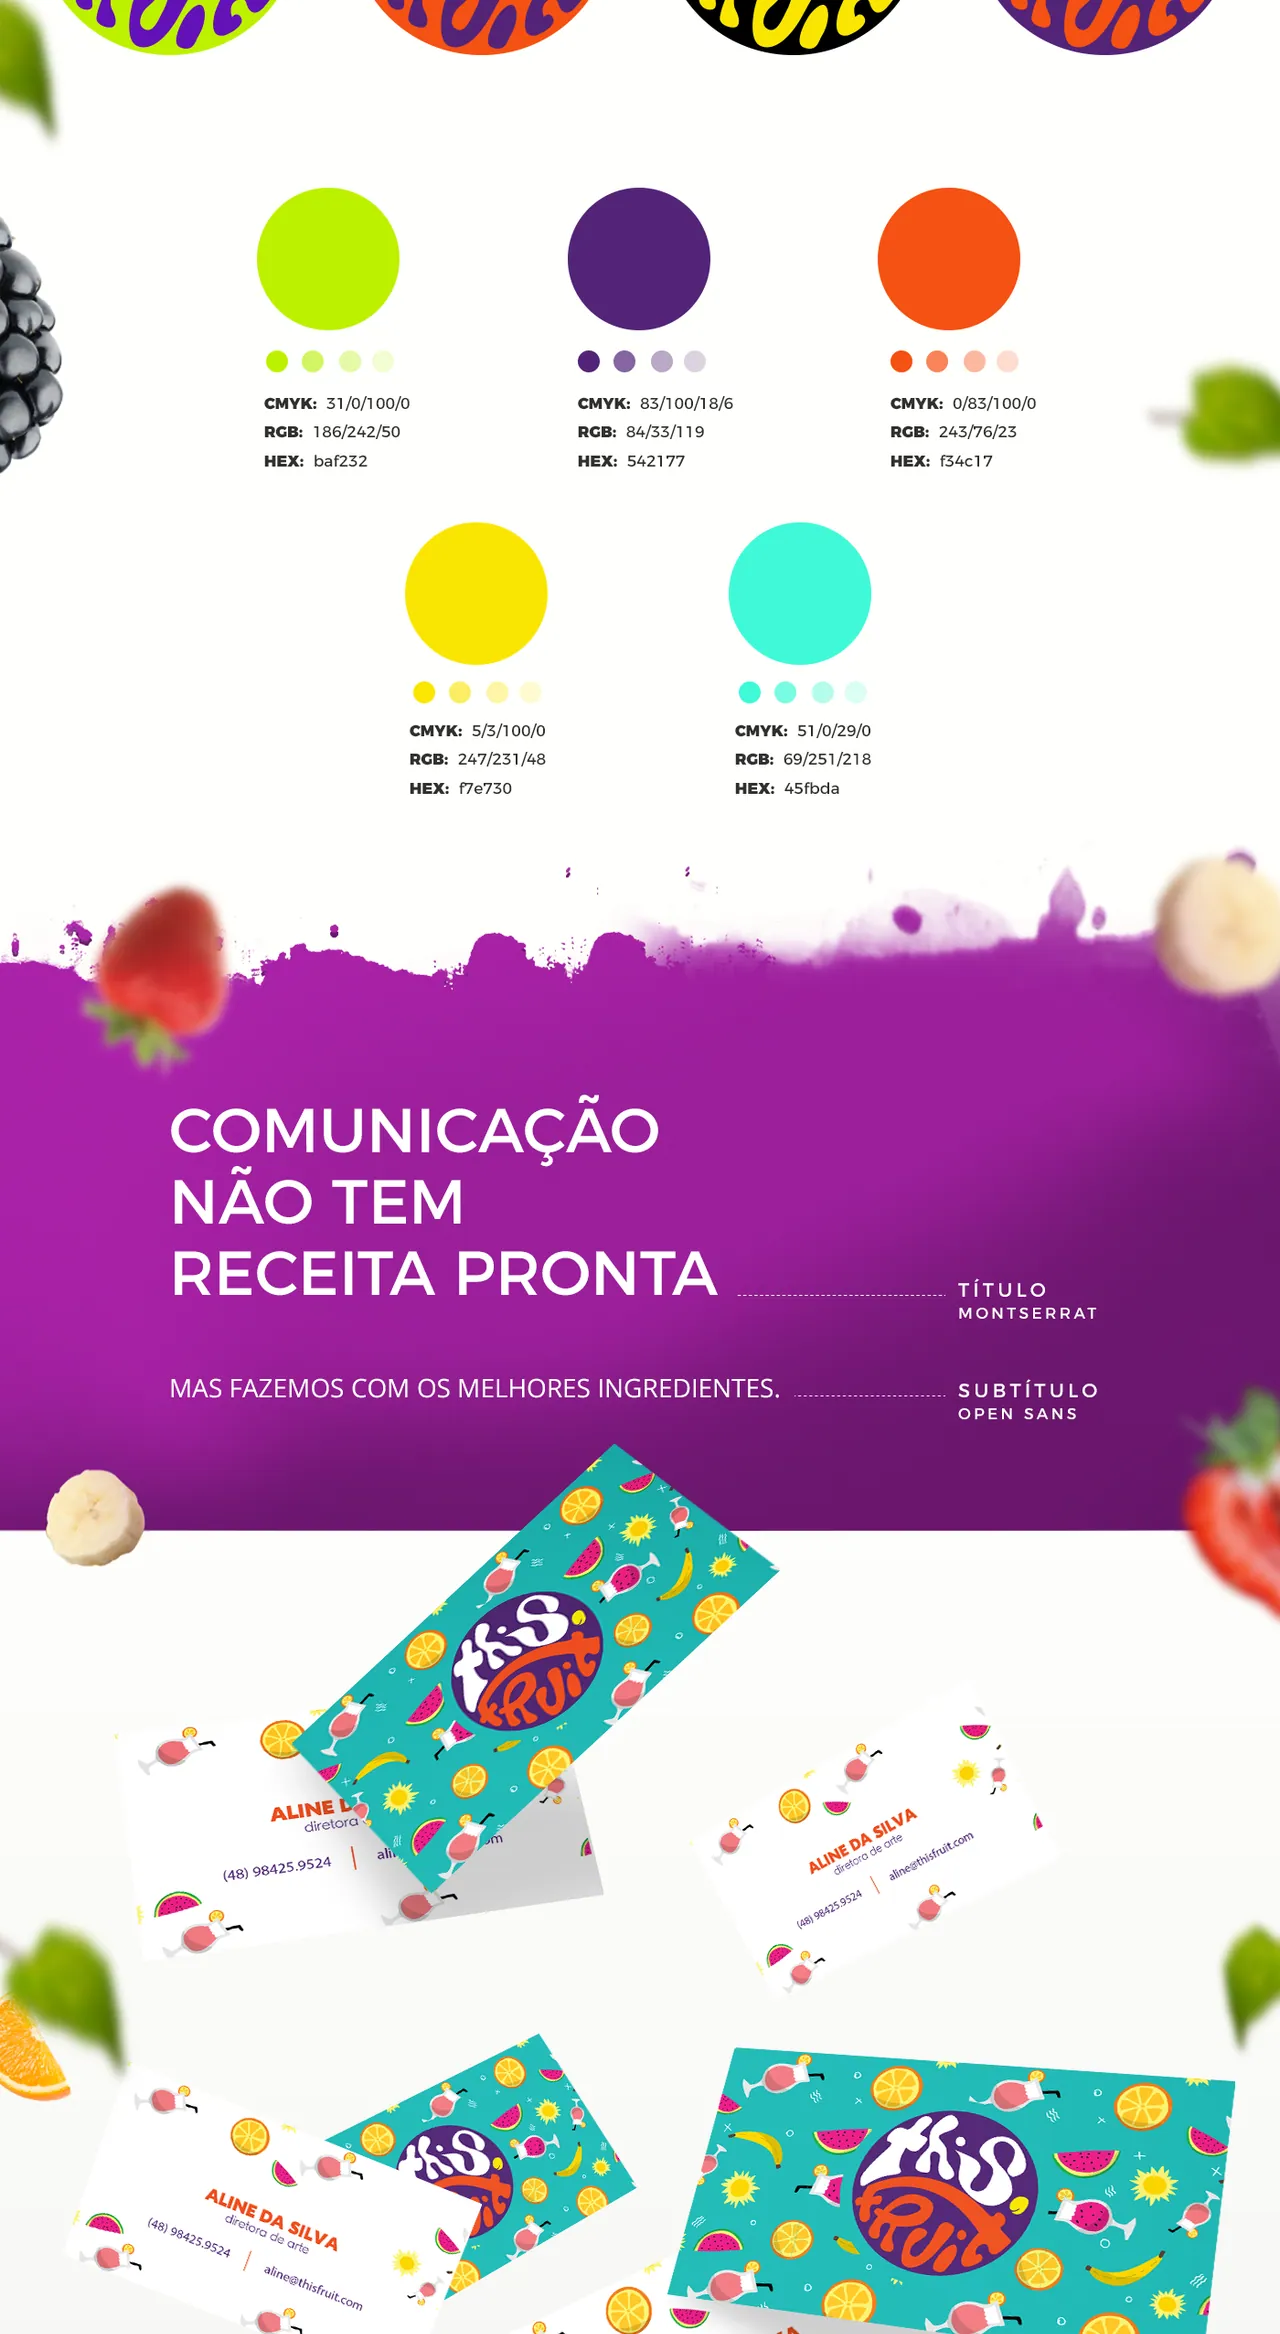 CMYK: 31/0/100/0
RGB: 186/242/50
HEX: baf232
CMYK: 83/100/18/6
RGB: 84/33/119
HEX: 542177
CMYK: 0/83/100/0
RGB: 243/76/23
HEX: f34c17
CMYK: 5/3/100/0
RGB: 247/231/48
HEX: f7e730
CMYK: 51/0/29/0
RGB: 69/251/218
HEX: 45fbda
COMUNICAÇÃO
NÃO TEM
RECEITA PRONTA
TÍTULO
MONTSERRAT
MAS FAZEMOS COM OS MELHORES INGREDIENTES.
SUBTÍTULO
OPEN SANS
this.
fruit
ALINE
diretora
(48) 98425.9524
ALINE DA SILVA
diretora de arte
(48) 98425.9524
aline@thisfruit.com
this.
ALINE DA SILVA
diretora de arte
(48) 98425.9524
aline@thisfruit.com
this.
fruit